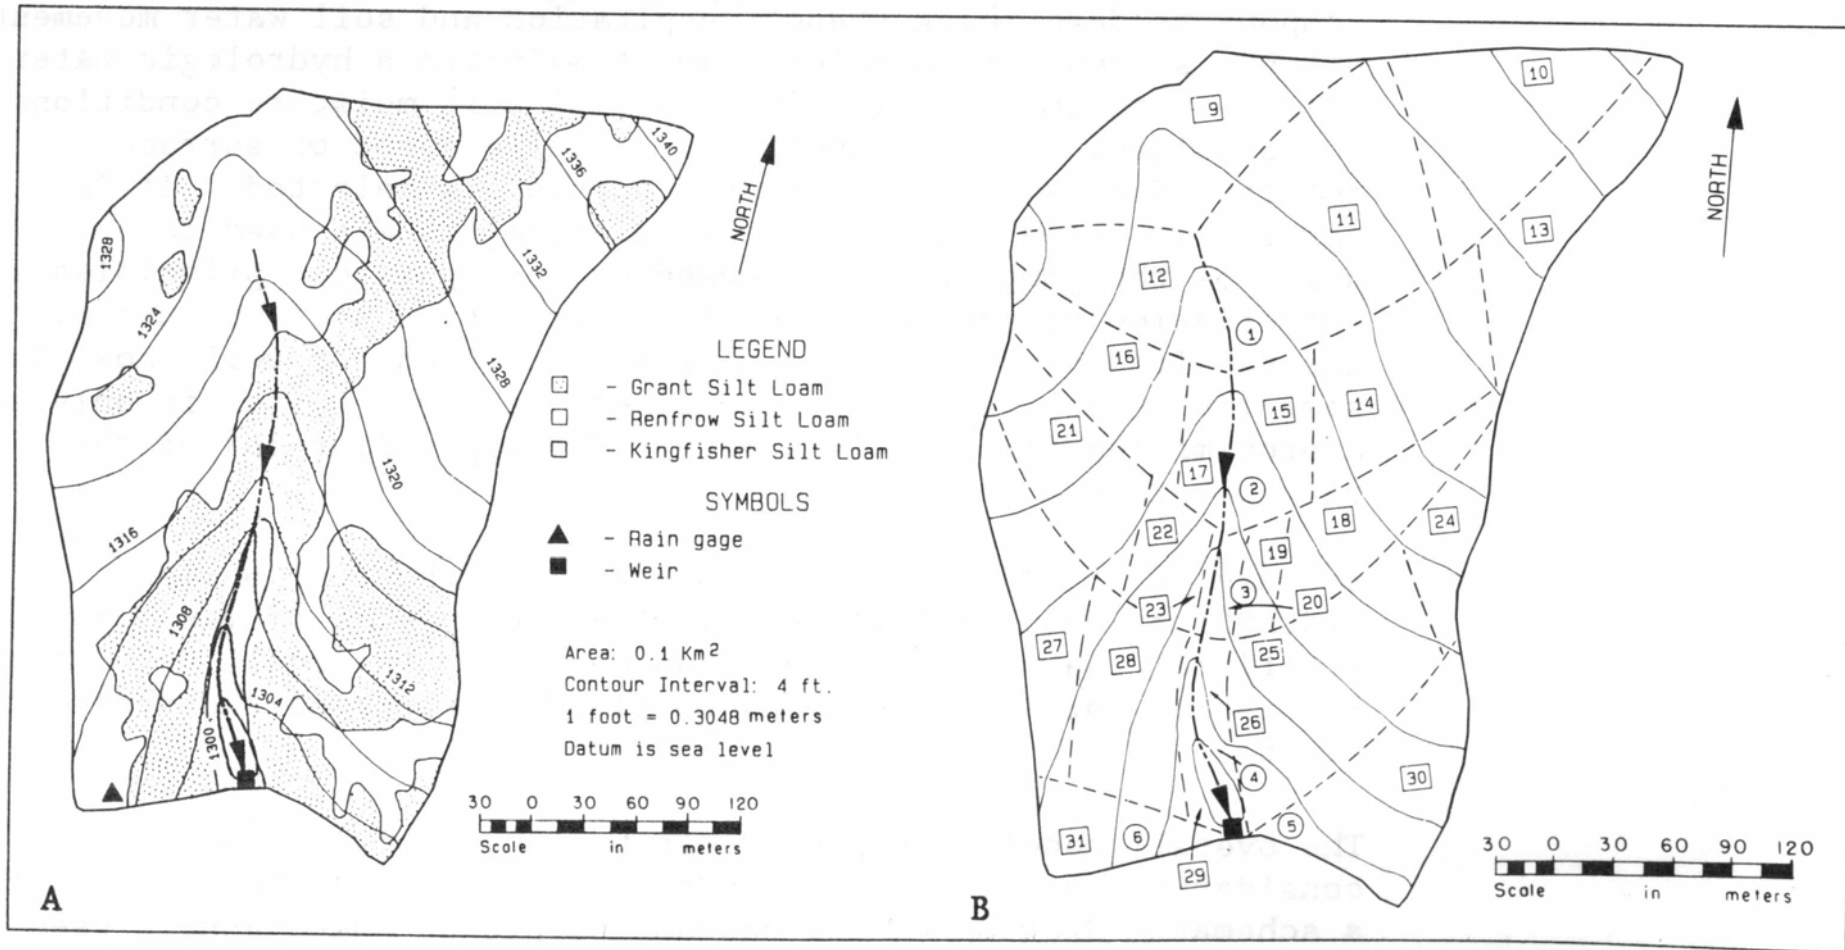 1340
1336
1328
1332
1324
1328
1320
1316
1308
1312
1304
1300
NORTH
LEGEND
- Grant Silt Loam
- Renfrow Silt Loam
- Kingfisher Silt Loam
SYMBOLS
- Rain gage
- Weir
Area: 0.1 Km2
Contour Interval: 4 ft.
1 foot = 0.3048 meters
Datum is sea level
30 0 30 60 90 120
Scale in meters
A
10
9
11
13
12
1
16
15
14
21
17
2
22
18
24
19
3
23
20
27
28
25
26
4
30
31
6
5
29
NORTH
30 0 30 60 90 120
Scale in meters
B
a schema